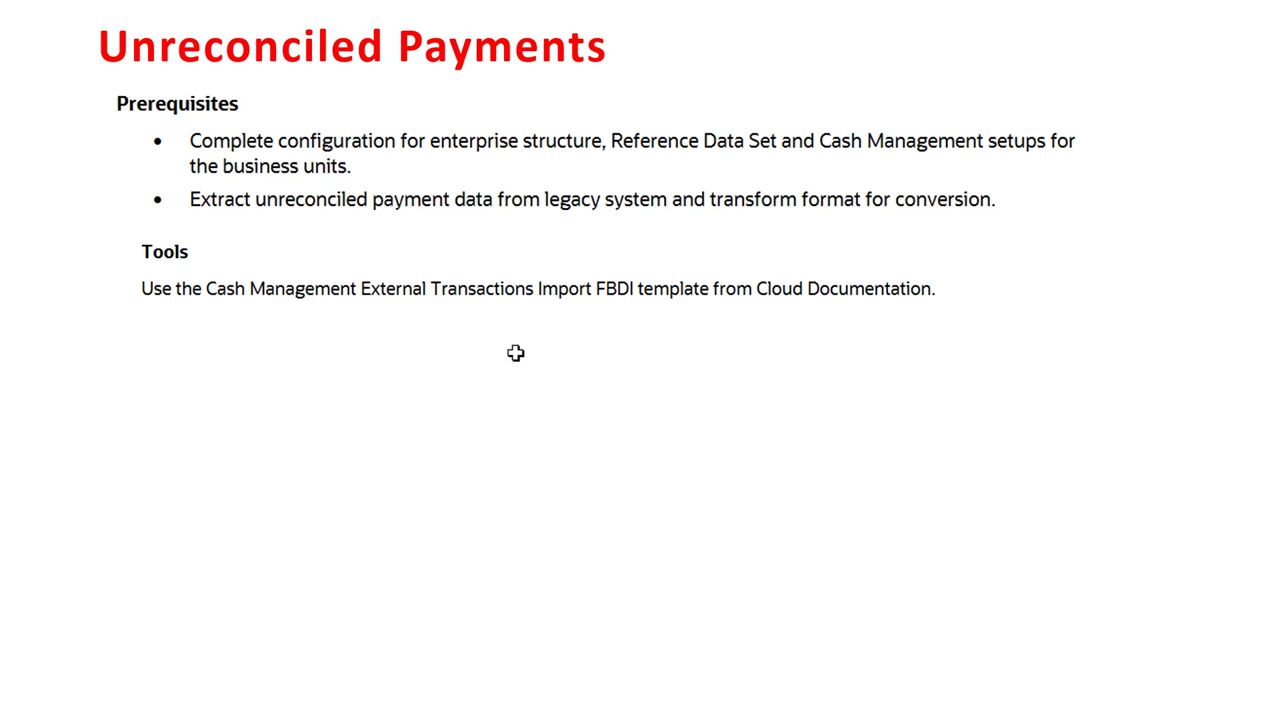 Unreconciled Payments
Prerequisites
• Complete configuration for enterprise structure, Reference Data Set and Cash Management setups for
the business units.
• Extract unreconciled payment data from legacy system and transform format for conversion.
Tools
Use the Cash Management External Transactions Import FBDI template from Cloud Documentation.